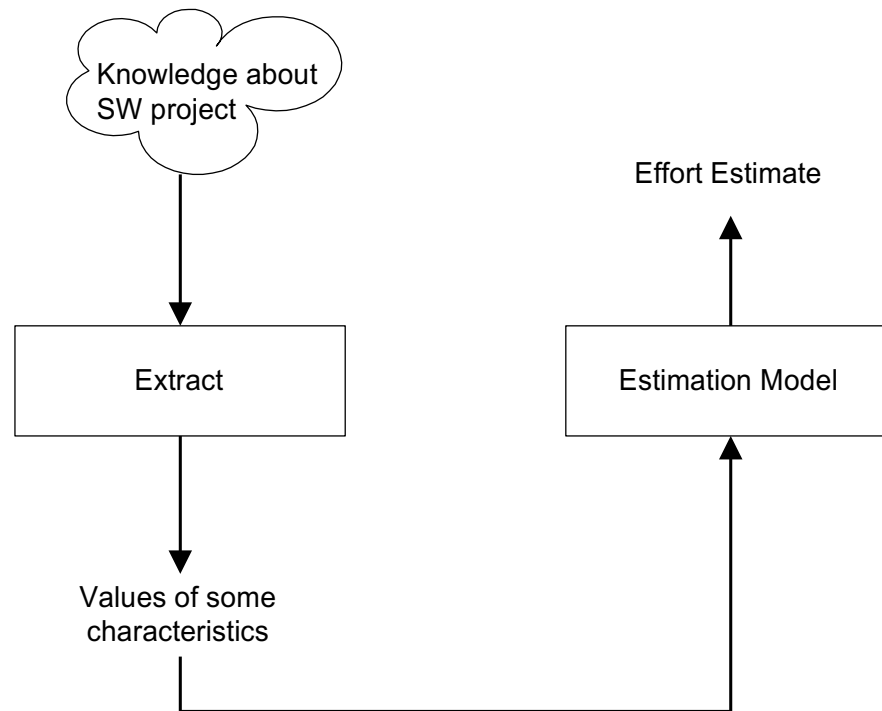 Knowledge about
SW project
Extract
Values of some
characteristics
Estimation Model
Effort Estimate